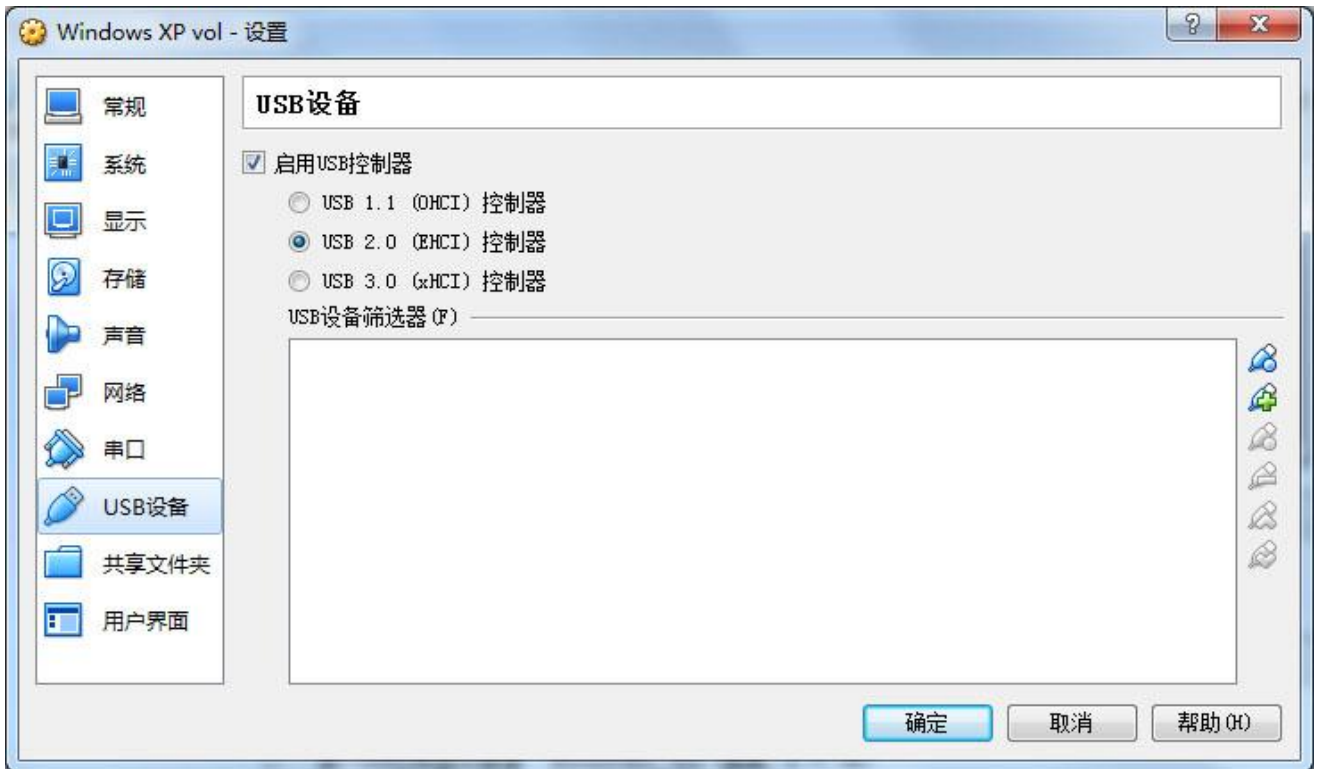 Windows XP vol - 设置
常规
系统
显示
存储
声音
网络
串口
USB设备
共享文件夹
用户界面
USB设备
启用USB控制器
USB 1.1 (OHCI) 控制器
USB 2.0 (EHCI) 控制器
USB 3.0 (xHCI) 控制器
USB设备筛选器(F)
确定
取消
帮助(H)